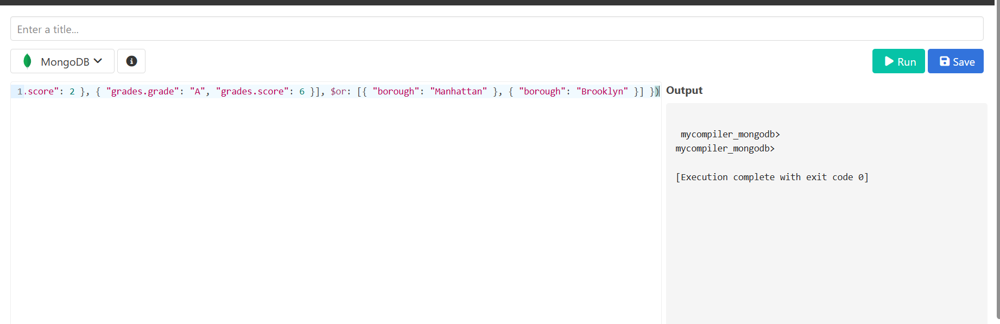 Enter a title...
MongoDB
Run
Save
1 .score": 2 }, { "grades.grade": "A", "grades.score": 6 }], $or: [{ "borough": "Manhattan" }, { "borough": "Brooklyn" }] })
Output
mycompiler_mongodb>
mycompiler_mongodb>
[Execution complete with exit code 0]